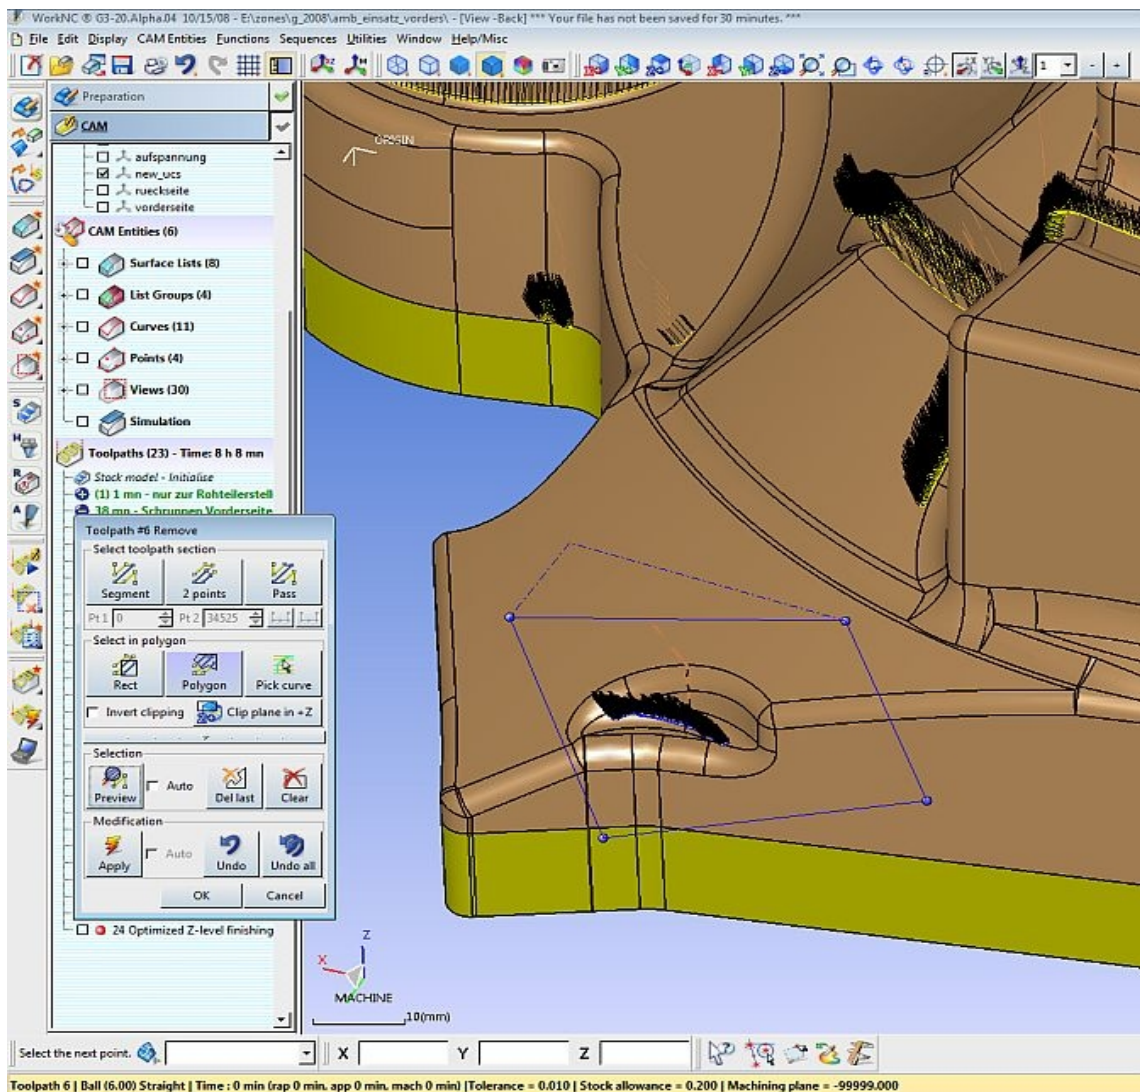 WorkNC ® G3-20.Alpha.04 10/15/08 - E:\zones\g_2008\amb_einsatz_vorders\ - [View -Back] *** Your file has not been saved for 30 minutes. ***
File Edit Display CAM Entities Functions Sequences Utilities Window Help/Misc
1 - +
Preparation
CAM
aufspannung
new_ucs
rueckseite
vorderseite
CAM Entities (6)
Surface Lists (8)
List Groups (4)
Curves (11)
Points (4)
Views (30)
Simulation
Toolpaths (23) - Time: 8 h 8 mn
Stock model - Initialise
(1) 1 mn - nur zur Rohteilerstell
38 mn - Schruppen Vorderseite
Toolpath #6 Remove
Select toolpath section
Segment 2 points Pass
Pt 1 0 Pt 2 34525
Select in polygon
Rect Polygon Pick curve
Invert clipping Clip plane in +Z
Selection
Preview Auto Del last Clear
Modification
Apply Auto Undo Undo all
OK Cancel
24 Optimized Z-level finishing
S
H
R
A
ORIGIN
Z
X
MACHINE
10(mm)
Select the next point. X Y Z
Toolpath 6 | Ball (6.00) Straight | Time : 0 min (rap 0 min, app 0 min, mach 0 min) |Tolerance = 0.010 | Stock allowance = 0.200 | Machining plane = -99999.000